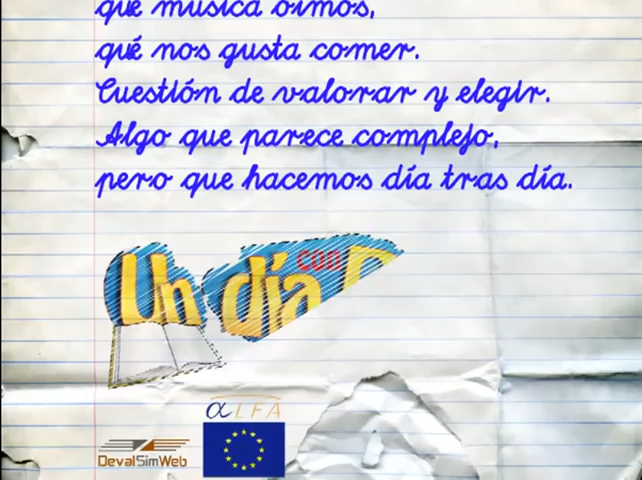 qué música oímos,
qué nos gusta comer.
Cuestión de valorar y elegir.
Algo que parece complejo,
pero que hacemos día tras día.
Un día con
αLFA
DevalSimWeb